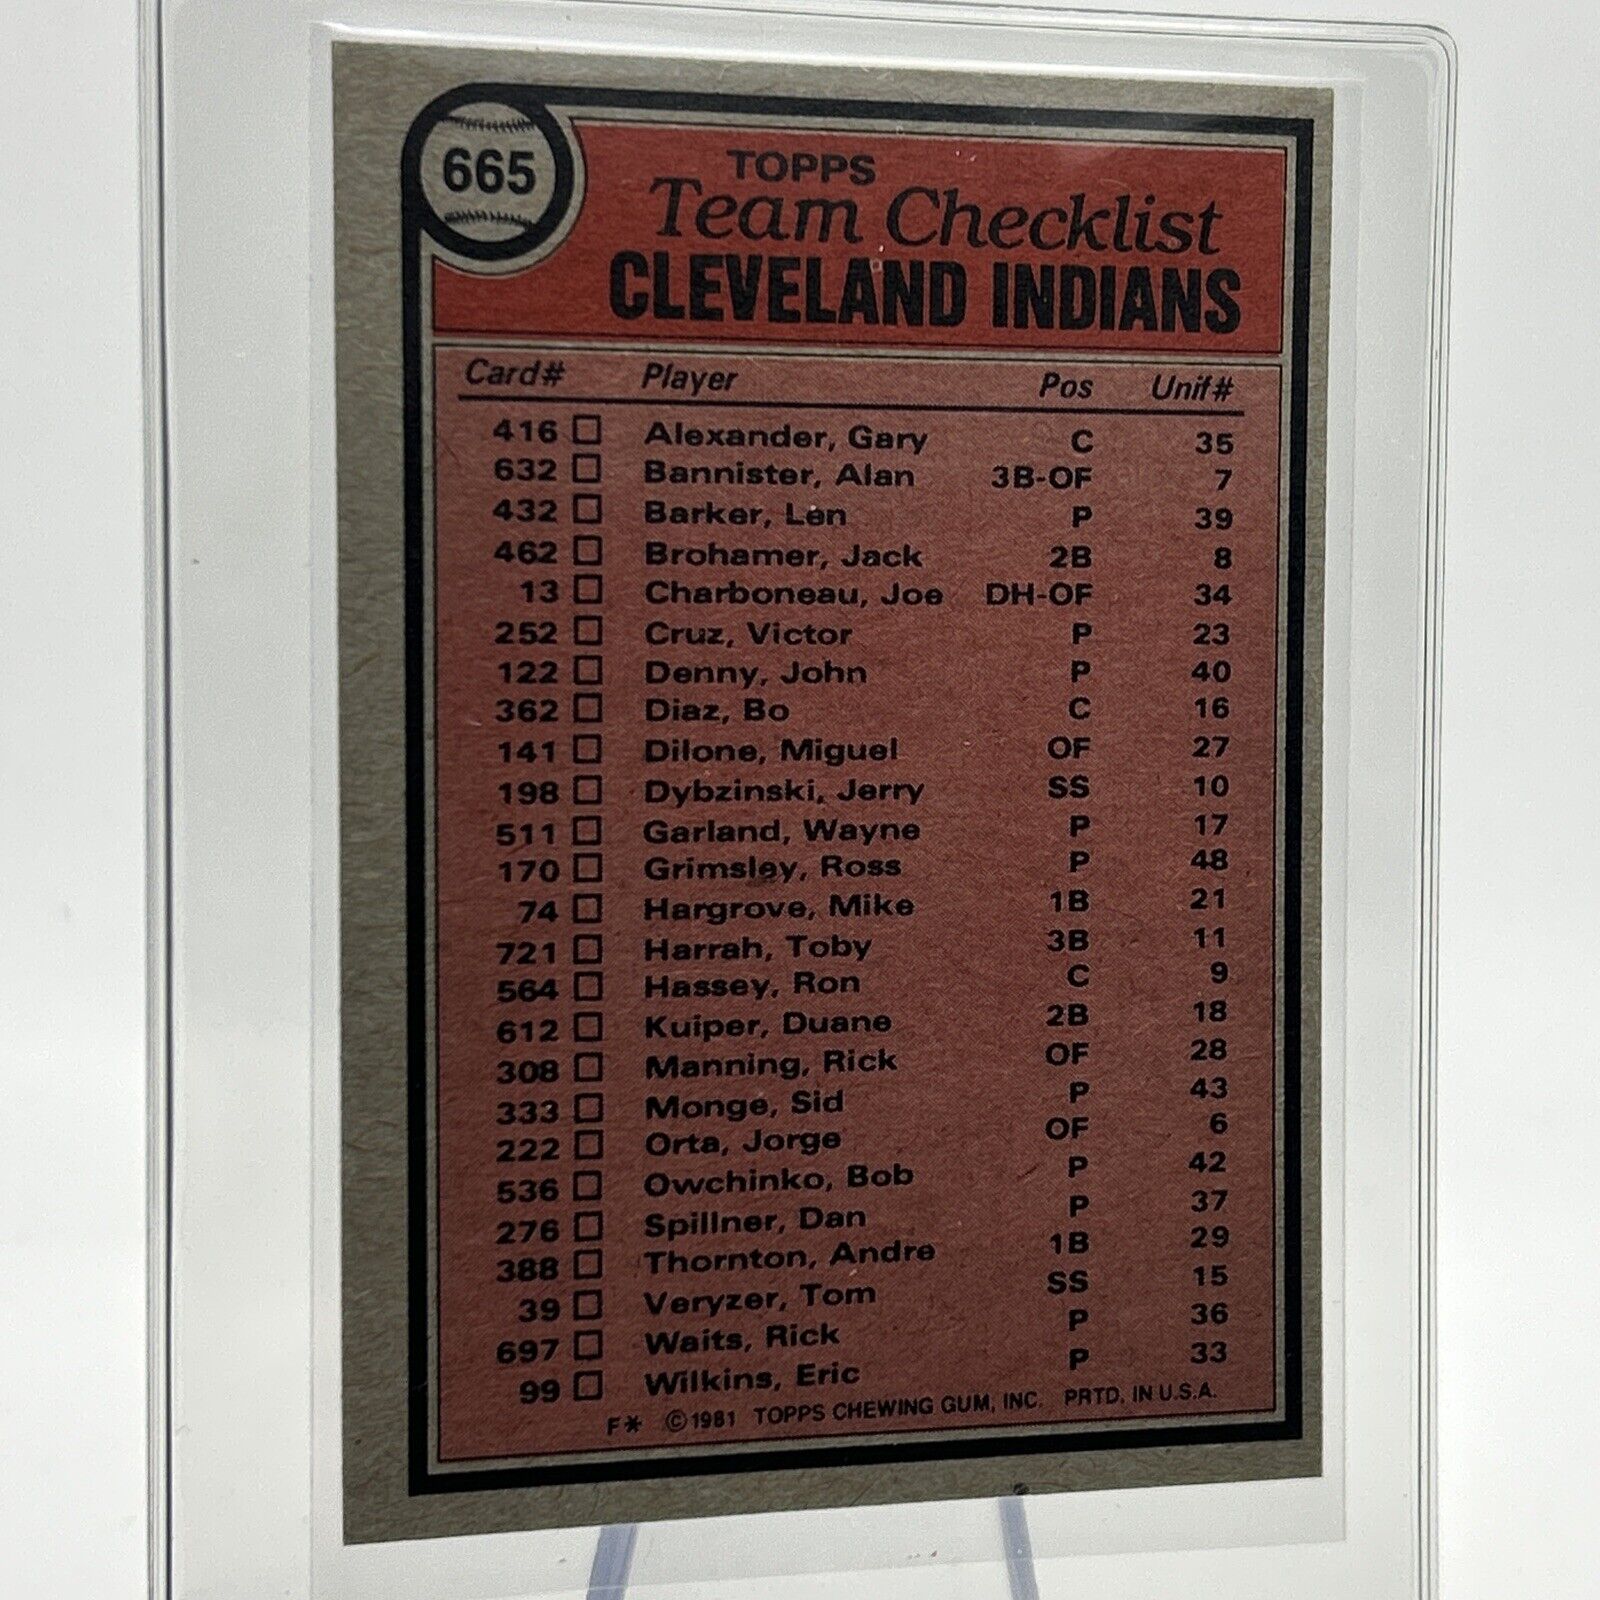 665
TOPPS
Team Checklist
CLEVELAND INDIANS
Card# Player Pos Unif#
416 Alexander, Gary C 35
632 Bannister, Alan 3B-OF 7
432 Barker, Len P 39
462 Brohamer, Jack 2B 8
13 Charboneau, Joe DH-OF 34
252 Cruz, Victor P 23
122 Denny, John P 40
362 Diaz, Bo C 16
141 Dilone, Miguel OF 27
198 Dybzinski, Jerry SS 10
511 Garland, Wayne P 17
170 Grimsley, Ross P 48
74 Hargrove, Mike 1B 21
721 Harrah, Toby 3B 11
564 Hassey, Ron C 9
612 Kuiper, Duane 2B 18
308 Manning, Rick OF 28
333 Monge, Sid P 43
222 Orta, Jorge OF 6
536 Owchinko, Bob P 42
276 Spillner, Dan P 37
388 Thornton, Andre 1B 29
39 Veryzer, Tom SS 15
697 Waits, Rick P 36
99 Wilkins, Eric P 33
F* ©1981 TOPPS CHEWING GUM, INC. PRTD. IN U.S.A.